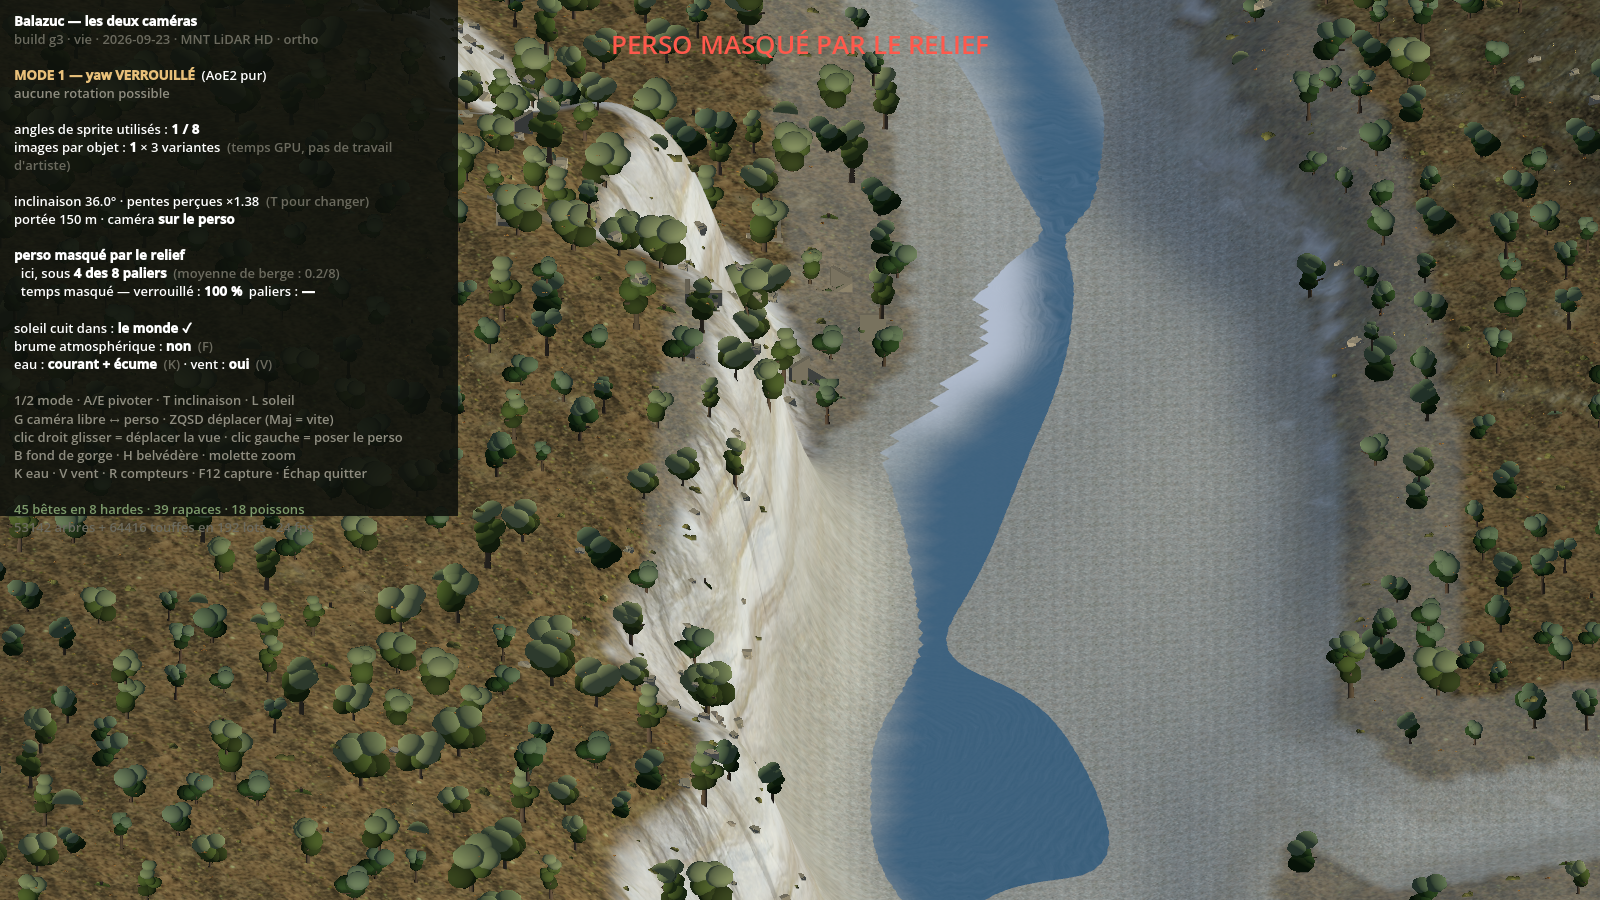 Balazuc — les deux caméras
build g3 · vie · 2026-09-23 · MNT LiDAR HD · ortho
PERSO MASQUÉ PAR LE RELIEF
MODE 1 — yaw VERROUILLÉ (AoE2 pur)
aucune rotation possible
angles de sprite utilisés : 1 / 8
images par objet : 1 × 3 variantes (temps GPU, pas de travail
d'artiste)
inclinaison 36.0° · pentes perçues ×1.38 (T pour changer)
portée 150 m · caméra sur le perso
perso masqué par le relief
ici, sous 4 des 8 paliers (moyenne de berge : 0.2/8)
temps masqué — verrouillé : 100 % paliers : —
soleil cuit dans : le monde ✓
brume atmosphérique : non (F)
eau : courant + écume (K) · vent : oui (V)
1/2 mode · A/E pivoter · T inclinaison · L soleil
G caméra libre ↔ perso · ZQSD déplacer (Maj = vite)
clic droit glisser = déplacer la vue · clic gauche = poser le perso
B fond de gorge · H belvédère · molette zoom
K eau · V vent · R compteurs · F12 capture · Échap quitter
45 bêtes en 8 hardes · 39 rapaces · 18 poissons
64416 touffes